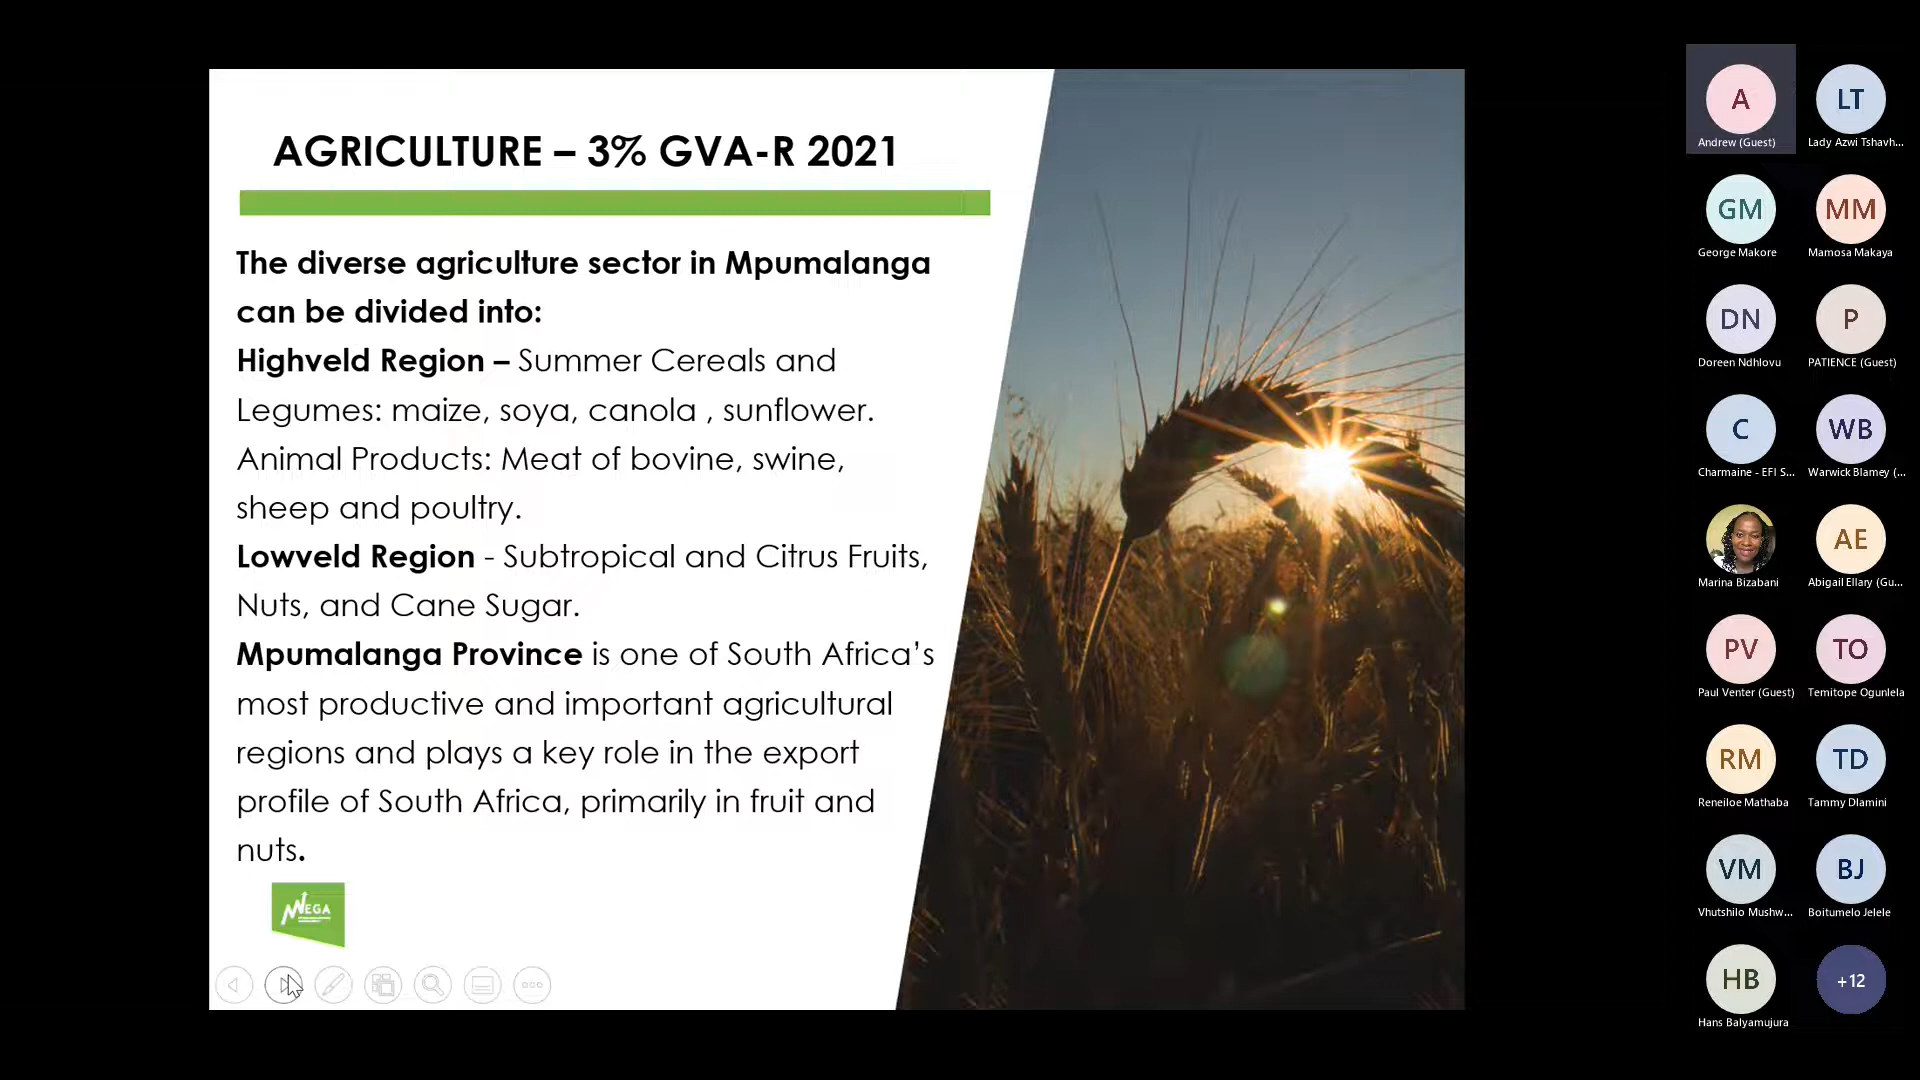 AGRICULTURE – 3% GVA-R 2021
The diverse agriculture sector in Mpumalanga
can be divided into:
Highveld Region – Summer Cereals and
Legumes: maize, soya, canola , sunflower.
Animal Products: Meat of bovine, swine,
sheep and poultry.
Lowveld Region - Subtropical and Citrus Fruits,
Nuts, and Cane Sugar.
Mpumalanga Province is one of South Africa’s
most productive and important agricultural
regions and plays a key role in the export
profile of South Africa, primarily in fruit and
nuts.
MEGA
A
Andrew (Guest)
LT
Lady Azwi Tshavh...
GM
George Makore
MM
Mamosa Makaya
DN
Doreen Ndhlovu
P
PATIENCE (Guest)
C
Charmaine - EFI S...
WB
Warwick Blamey (...
Marina Bizabani
AE
Abigail Ellary (Gu...
PV
Paul Venter (Guest)
TO
Temitope Ogunlela
RM
Reneiloe Mathaba
TD
Tammy Dlamini
VM
Vhutshilo Mushw...
BJ
Boitumelo Jelele
HB
Hans Balyamujura
+12